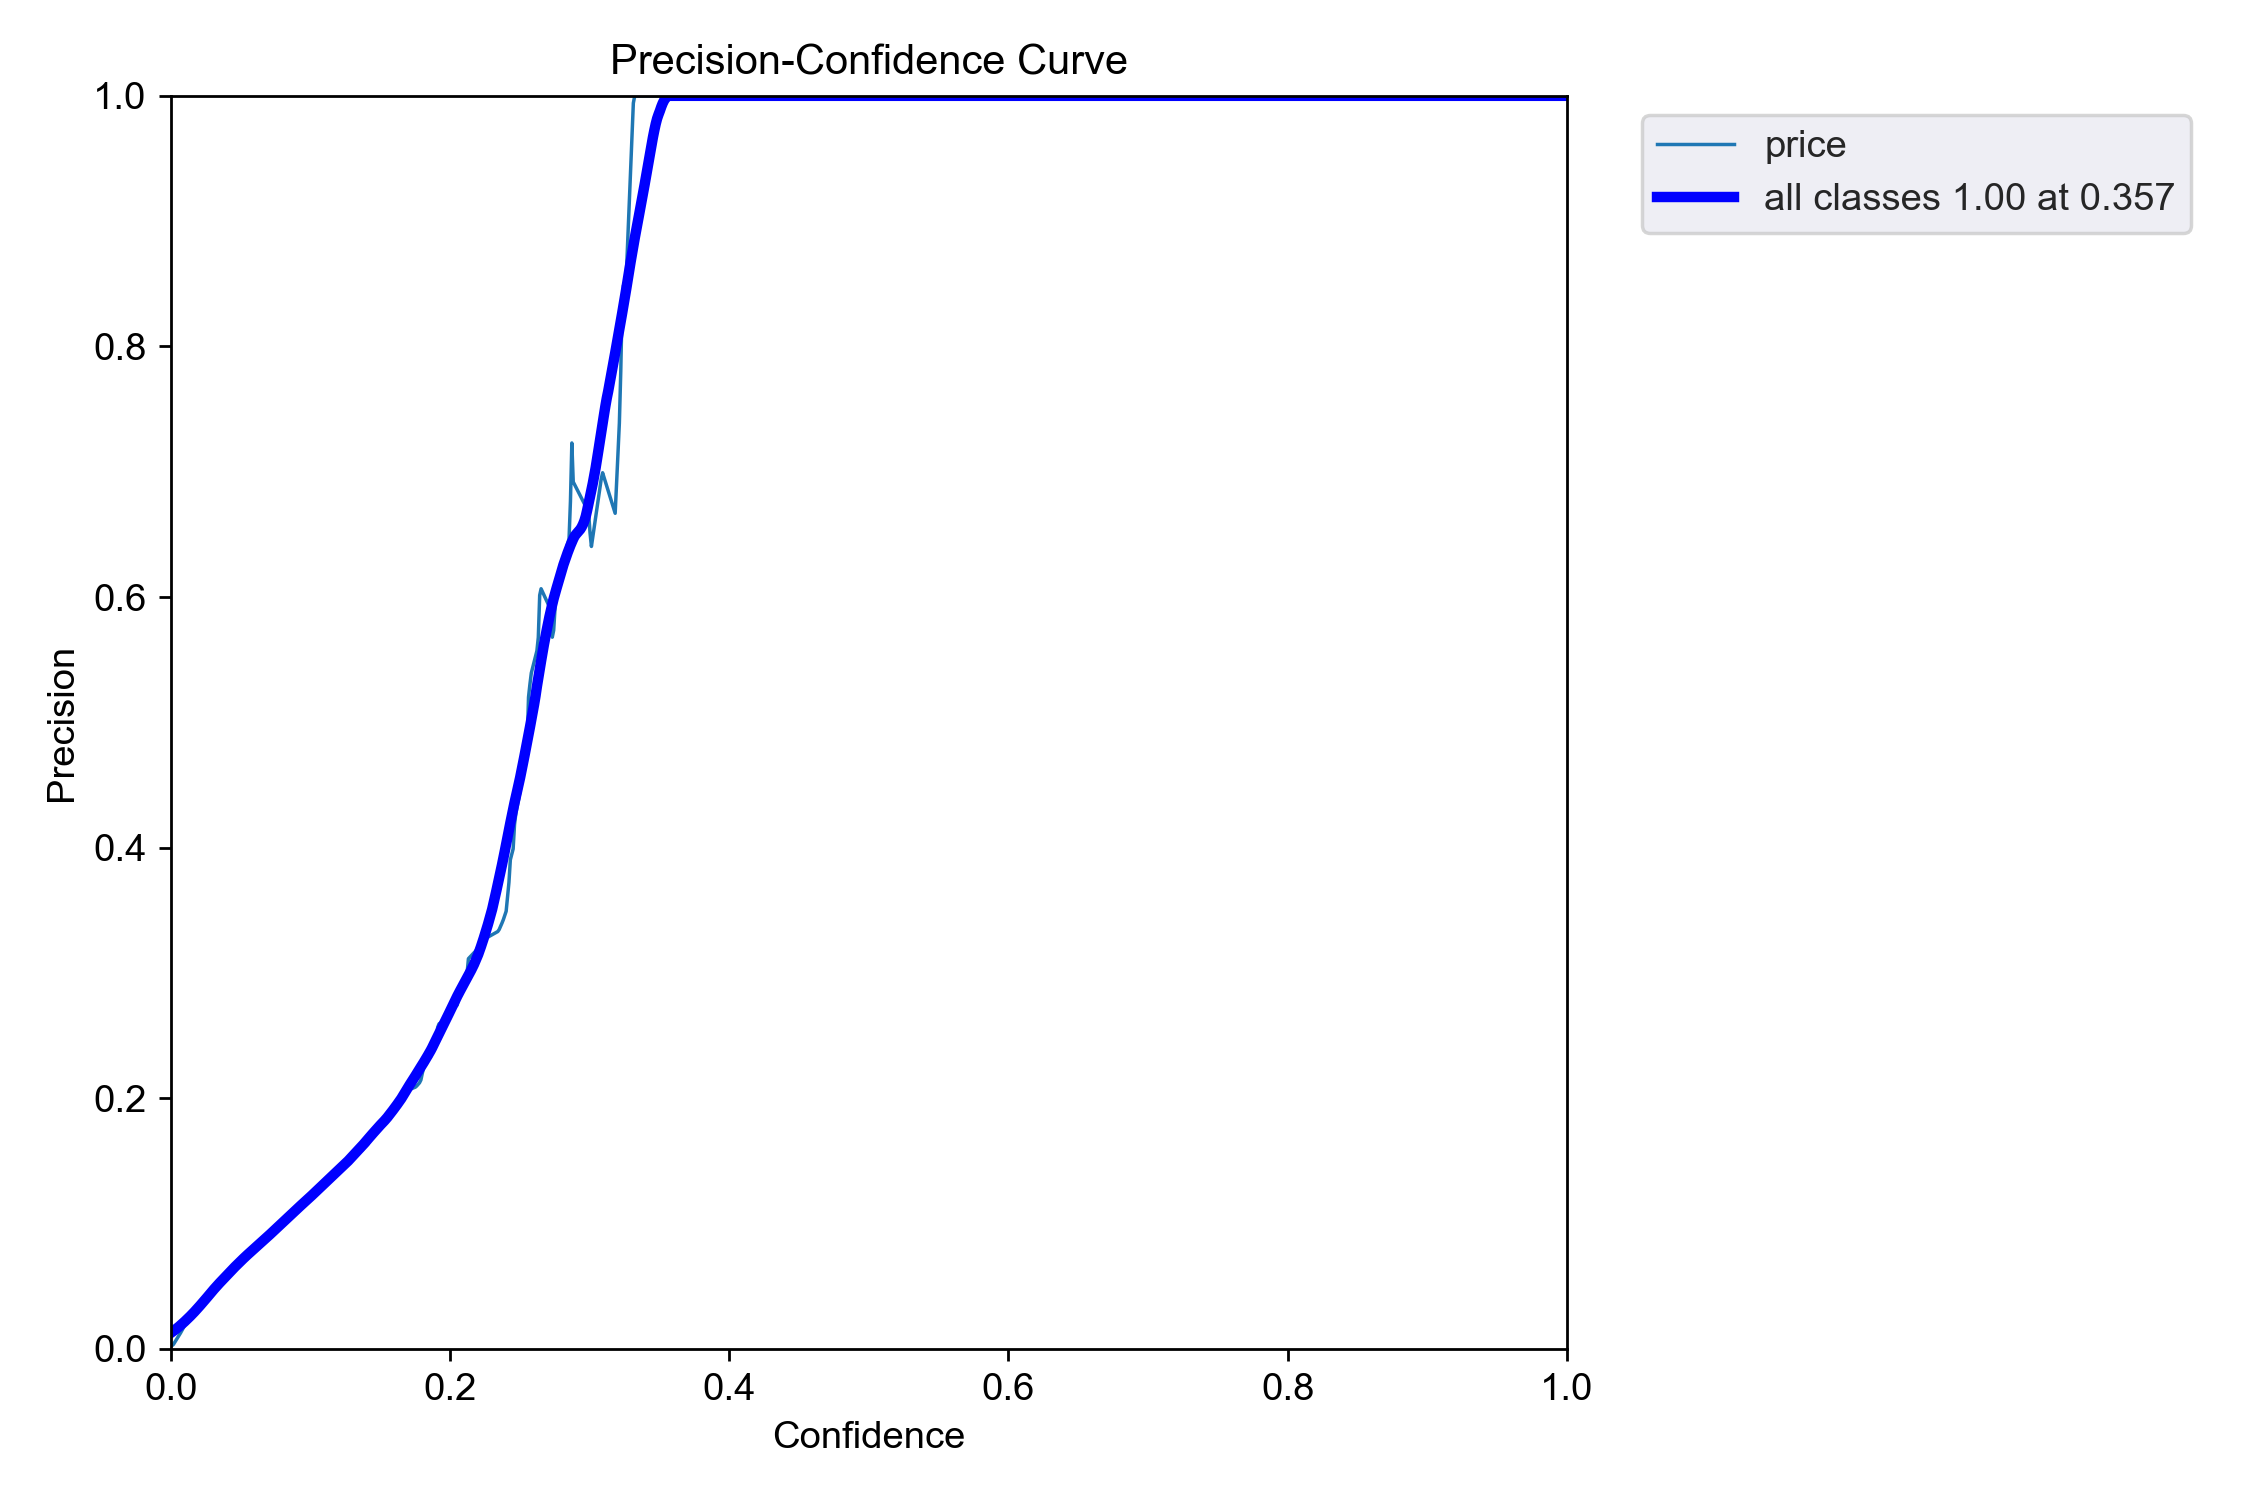 Precision-Confidence Curve
1.0
0.8
0.6
0.4
0.2
0.0
Precision
0.0 0.2 0.4 0.6 0.8 1.0
Confidence
price
all classes 1.00 at 0.357